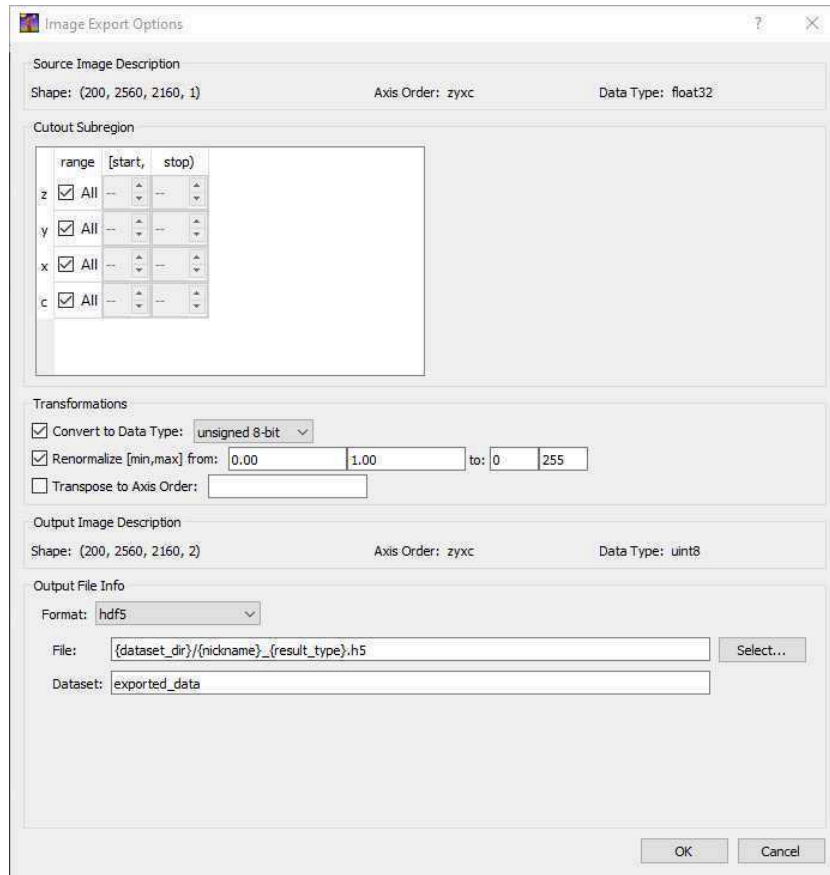 Image Export Options ? ×
Source Image Description
Shape: (200, 2560, 2160, 1) Axis Order: zyxc Data Type: float32
Cutout Subregion
range [start, stop)
z All -- --
y All -- --
x All -- --
c All -- --
Transformations
Convert to Data Type: unsigned 8-bit
Renormalize [min,max] from: 0.00 1.00 to: 0 255
Transpose to Axis Order:
Output Image Description
Shape: (200, 2560, 2160, 2) Axis Order: zyxc Data Type: uint8
Output File Info
Format: hdf5
File: {dataset_dir}/{nickname}_{result_type}.h5 Select...
Dataset: exported_data
OK Cancel